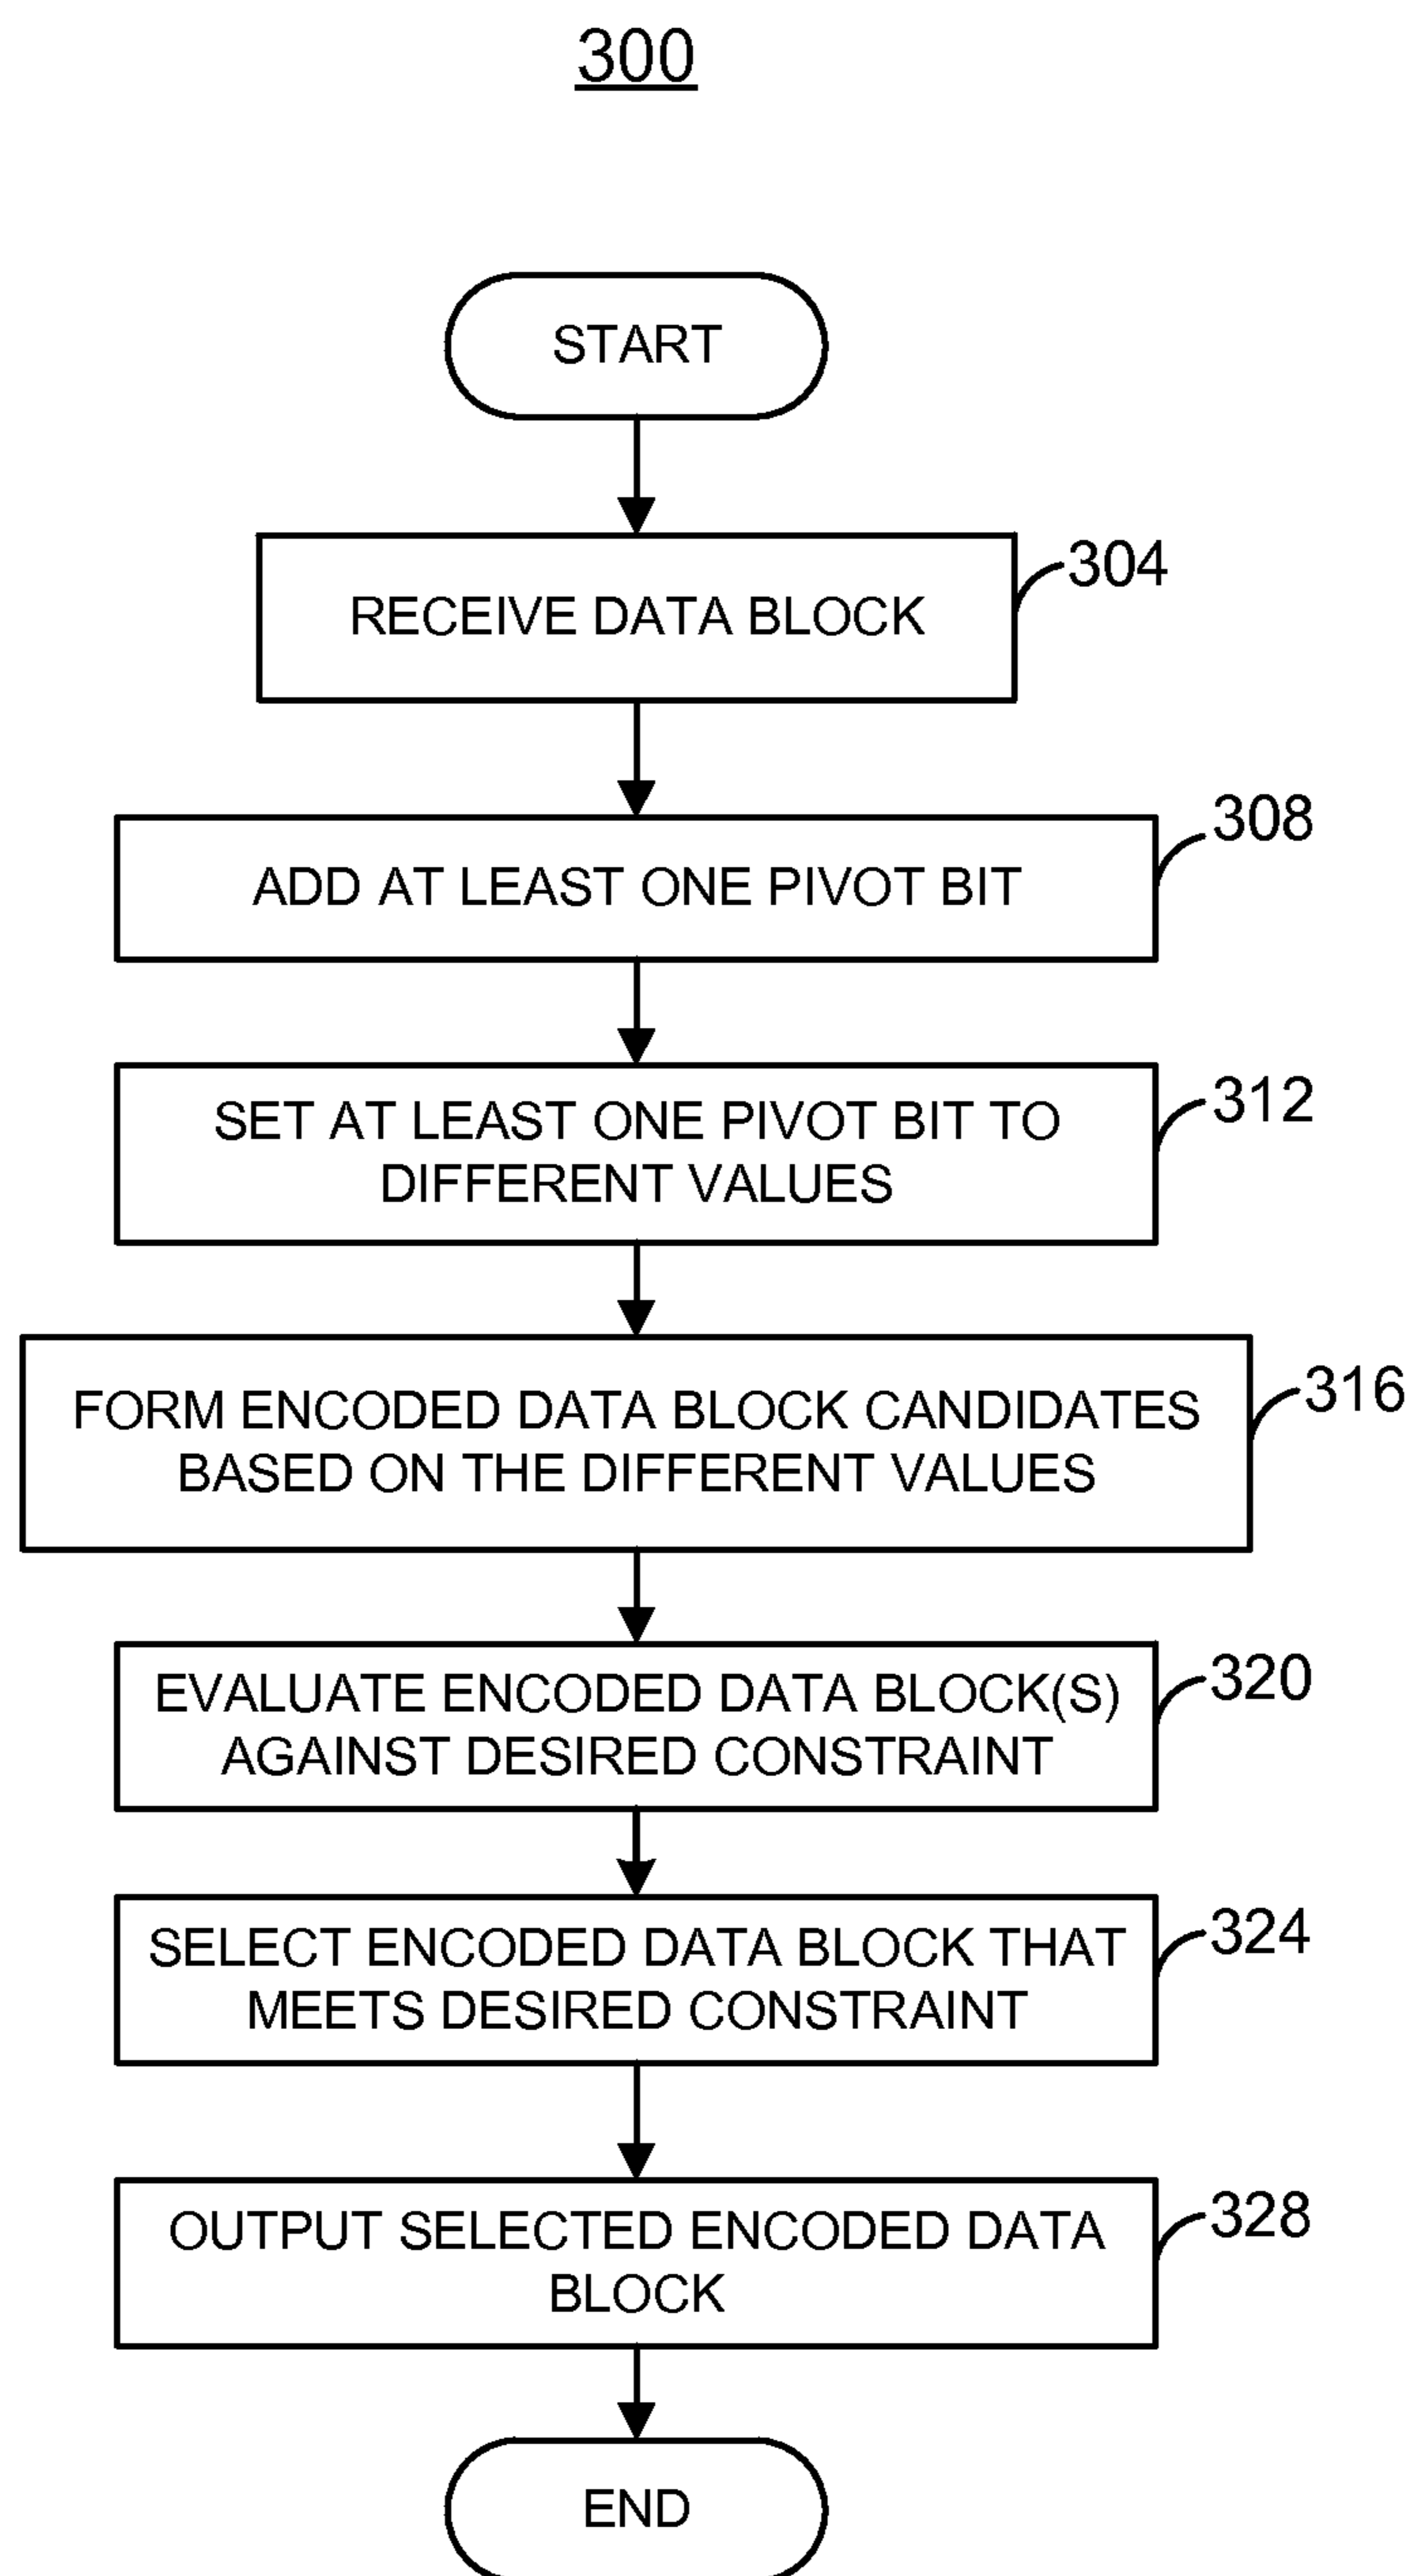 300
START
RECEIVE DATA BLOCK
304
ADD AT LEAST ONE PIVOT BIT
308
SET AT LEAST ONE PIVOT BIT TO
DIFFERENT VALUES
312
FORM ENCODED DATA BLOCK CANDIDATES
BASED ON THE DIFFERENT VALUES
316
EVALUATE ENCODED DATA BLOCK(S)
AGAINST DESIRED CONSTRAINT
320
SELECT ENCODED DATA BLOCK THAT
MEETS DESIRED CONSTRAINT
324
OUTPUT SELECTED ENCODED DATA
BLOCK
328
END